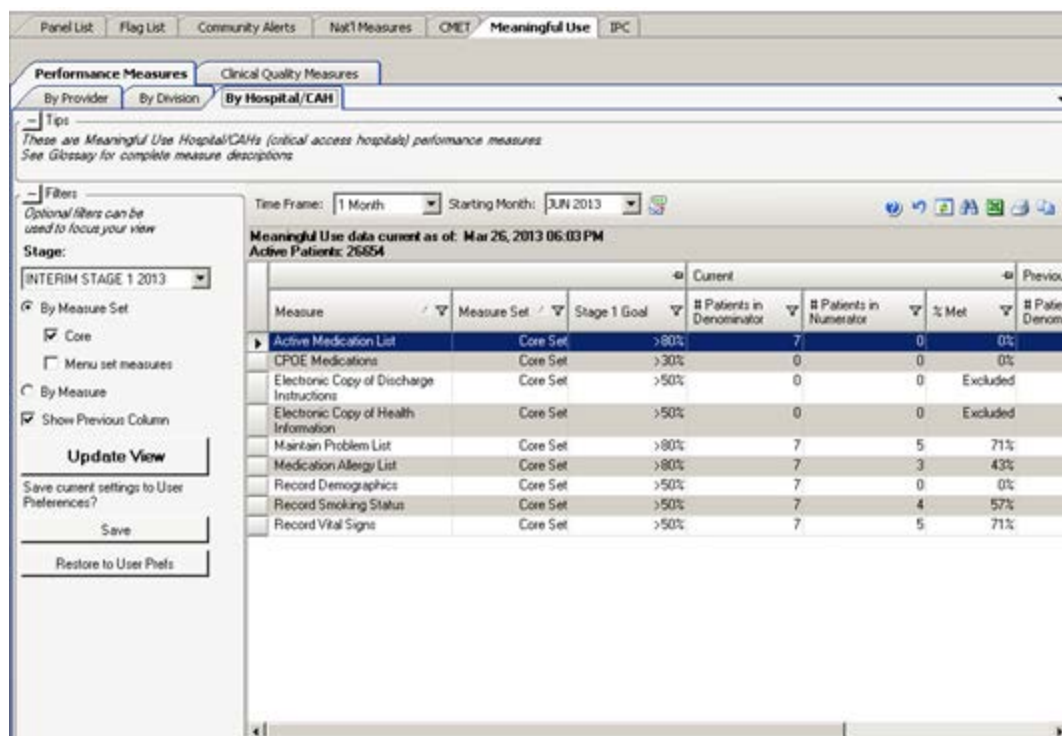 Panel List Flag List Community Alerts Nat'l Measures CMET Meaningful Use IPC
Performance Measures Clinical Quality Measures
By Provider By Division By Hospital/CAH
Tips
These are Meaningful Use Hospital/CAHs (critical access hospitals) performance measures
See Glossary for complete measure descriptions
Filters
Optional filters can be
used to focus your view
Stage:
INTERIM STAGE 1 2013
By Measure Set
Core
Menu set measures
By Measure
Show Previous Column
Update View
Save current settings to User
Preferences?
Save
Restore to User Prefs
Time Frame: 1 Month Starting Month: JUN 2013
Meaningful Use data current as of: Mar 26, 2013 06:03 PM
Active Patients: 26654
Current Previou
Measure Measure Set Stage 1 Goal # Patients in Denominator # Patients in Numerator % Met # Patie Denom
Active Medication List Core Set >80% 7 0 0%
CPOE Medications Core Set >30% 0 0 0%
Electronic Copy of Discharge Core Set >50% 0 0 Excluded
Instructions
Electronic Copy of Health Core Set >50% 0 0 Excluded
Information
Maintain Problem List Core Set >80% 7 5 71%
Medication Allergy List Core Set >80% 7 3 43%
Record Demographics Core Set >50% 7 0 0%
Record Smoking Status Core Set >50% 7 4 57%
Record Vital Signs Core Set >50% 7 5 71%